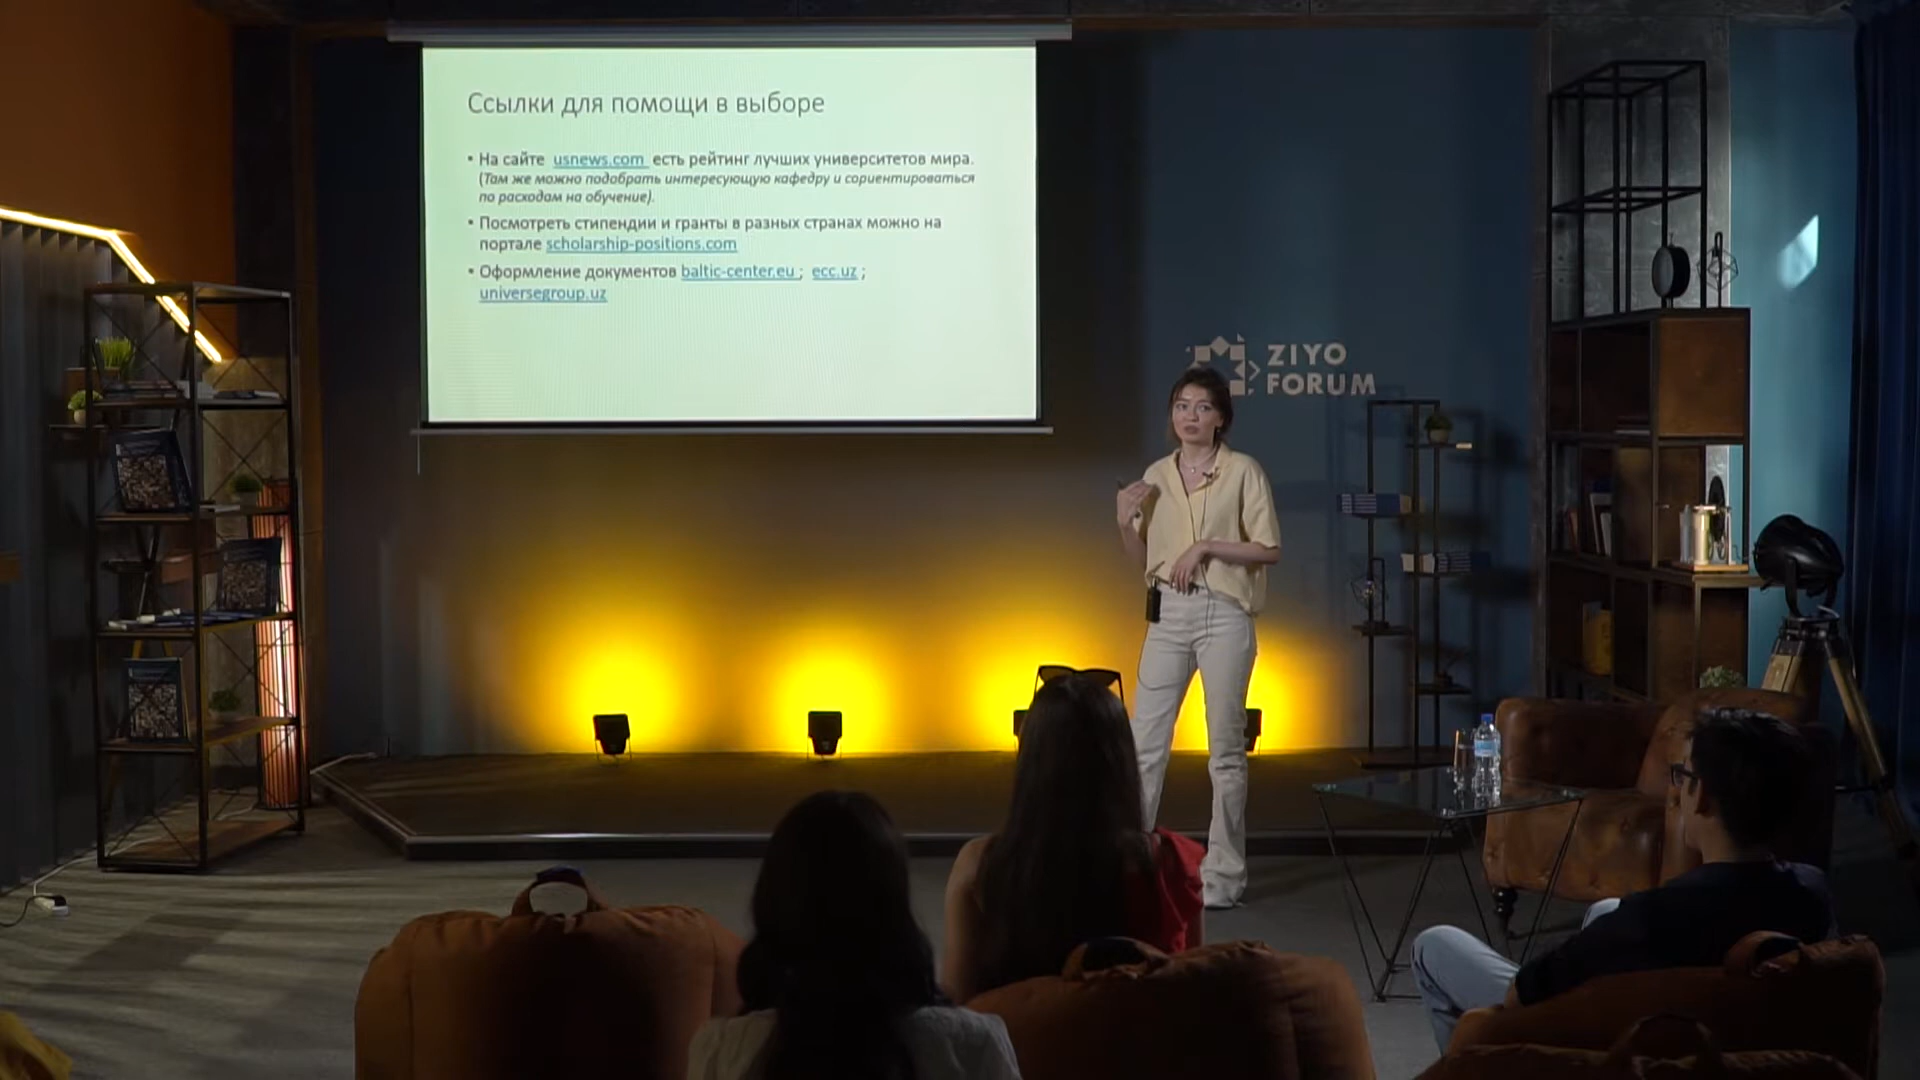 Ссылки для помощи в выборе
• На сайте usnews.com есть рейтинг лучших университетов мира.
(Там же можно подобрать интересующую кафедру и сориентироваться
по расходам на обучение).
• Посмотреть стипендии и гранты в разных странах можно на
портале scholarship-positions.com
• Оформление документов baltic-center.eu ; ecc.uz ;
universegroup.uz
ZIYO
FORUM